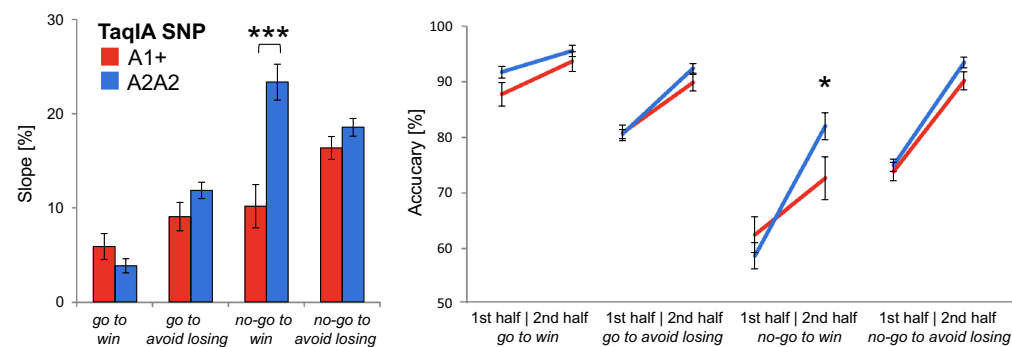 TaqIA SNP
A1+
A2A2
***
Slope [%]
30
20
10
0
go to
win
go to
avoid losing
no-go to
win
no-go to
avoid losing
Accucary [%]
100
90
80
70
60
50
*
1st half | 2nd half
go to win
1st half | 2nd half
go to avoid losing
1st half | 2nd half
no-go to win
1st half | 2nd half
no-go to avoid losing